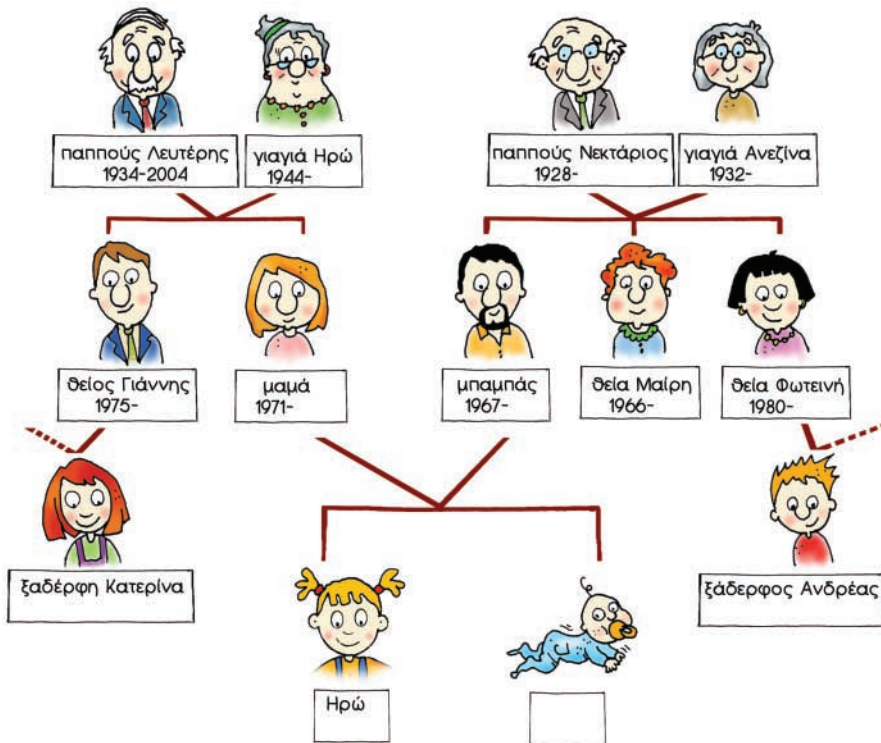 παππούς Λευτέρης
1934-2004
γιαγιά Ηρώ
1944-
παππούς Νεκτάριος
1928-
γιαγιά Ανεζίνα
1932-
θείος Γιάννης
1975-
μαμά
1971-
μπαμπάς
1967-
θεία Μαίρη
1966-
θεία Φωτεινή
1980-
ξαδέρφη Κατερίνα
ξάδερφος Ανδρέας
Ηρώ